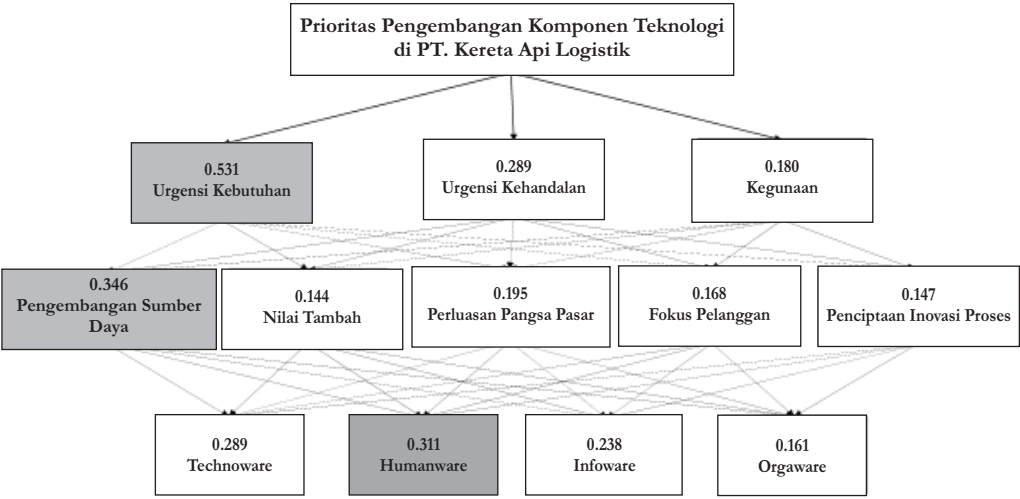 Prioritas Pengembangan Komponen Teknologi
di PT. Kereta Api Logistik
0.531
Urgensi Kebutuhan
0.289
Urgensi Kehandalan
0.180
Kegunaan
0.346
Pengembangan Sumber
Daya
0.144
Nilai Tambah
0.195
Perluasan Pangsa Pasar
0.168
Fokus Pelanggan
0.147
Penciptaan Inovasi Proses
0.289
Technoware
0.311
Humanware
0.238
Infoware
0.161
Orgaware